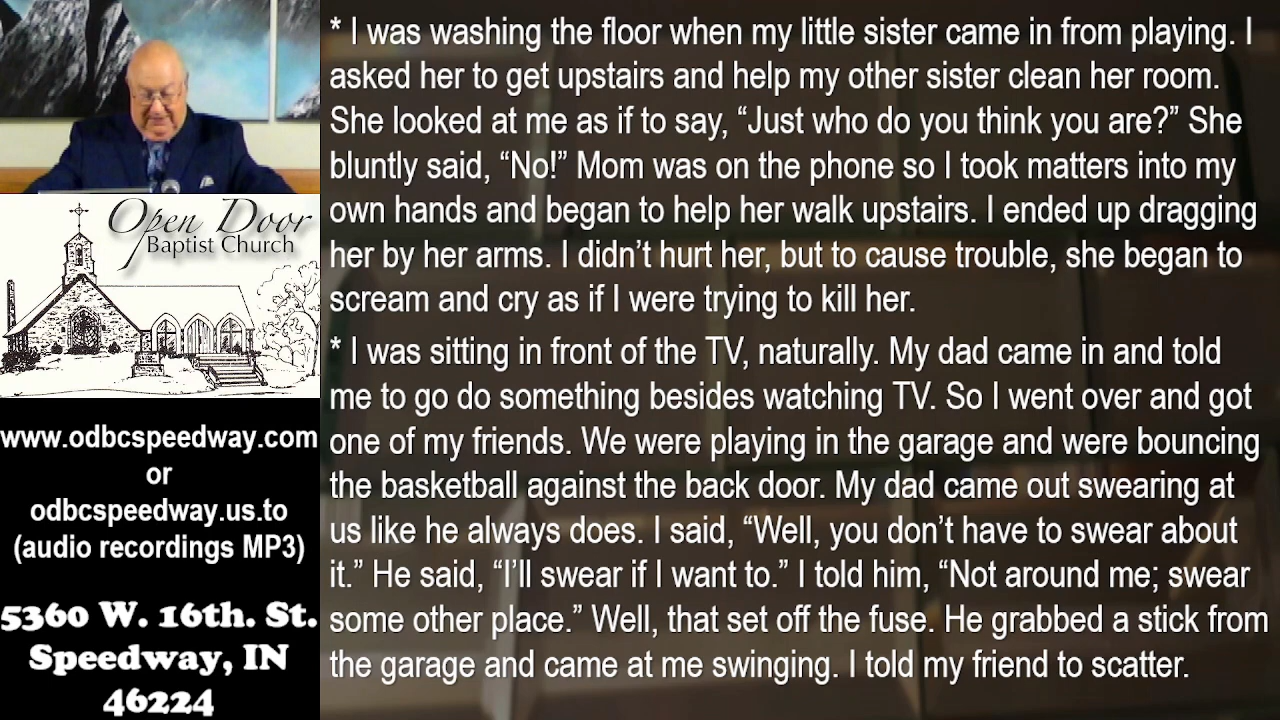 Open Door
Baptist Church
www.odbcspeedway.com
or
odbcspeedway.us.to
(audio recordings MP3)
5360 W. 16th. St.
Speedway, IN
46224
* I was washing the floor when my little sister came in from playing. I
asked her to get upstairs and help my other sister clean her room.
She looked at me as if to say, “Just who do you think you are?” She
bluntly said, “No!” Mom was on the phone so I took matters into my
own hands and began to help her walk upstairs. I ended up dragging
her by her arms. I didn’t hurt her, but to cause trouble, she began to
scream and cry as if I were trying to kill her.
* I was sitting in front of the TV, naturally. My dad came in and told
me to go do something besides watching TV. So I went over and got
one of my friends. We were playing in the garage and were bouncing
the basketball against the back door. My dad came out swearing at
us like he always does. I said, “Well, you don’t have to swear about
it.” He said, “I’ll swear if I want to.” I told him, “Not around me; swear
some other place.” Well, that set off the fuse. He grabbed a stick from
the garage and came at me swinging. I told my friend to scatter.